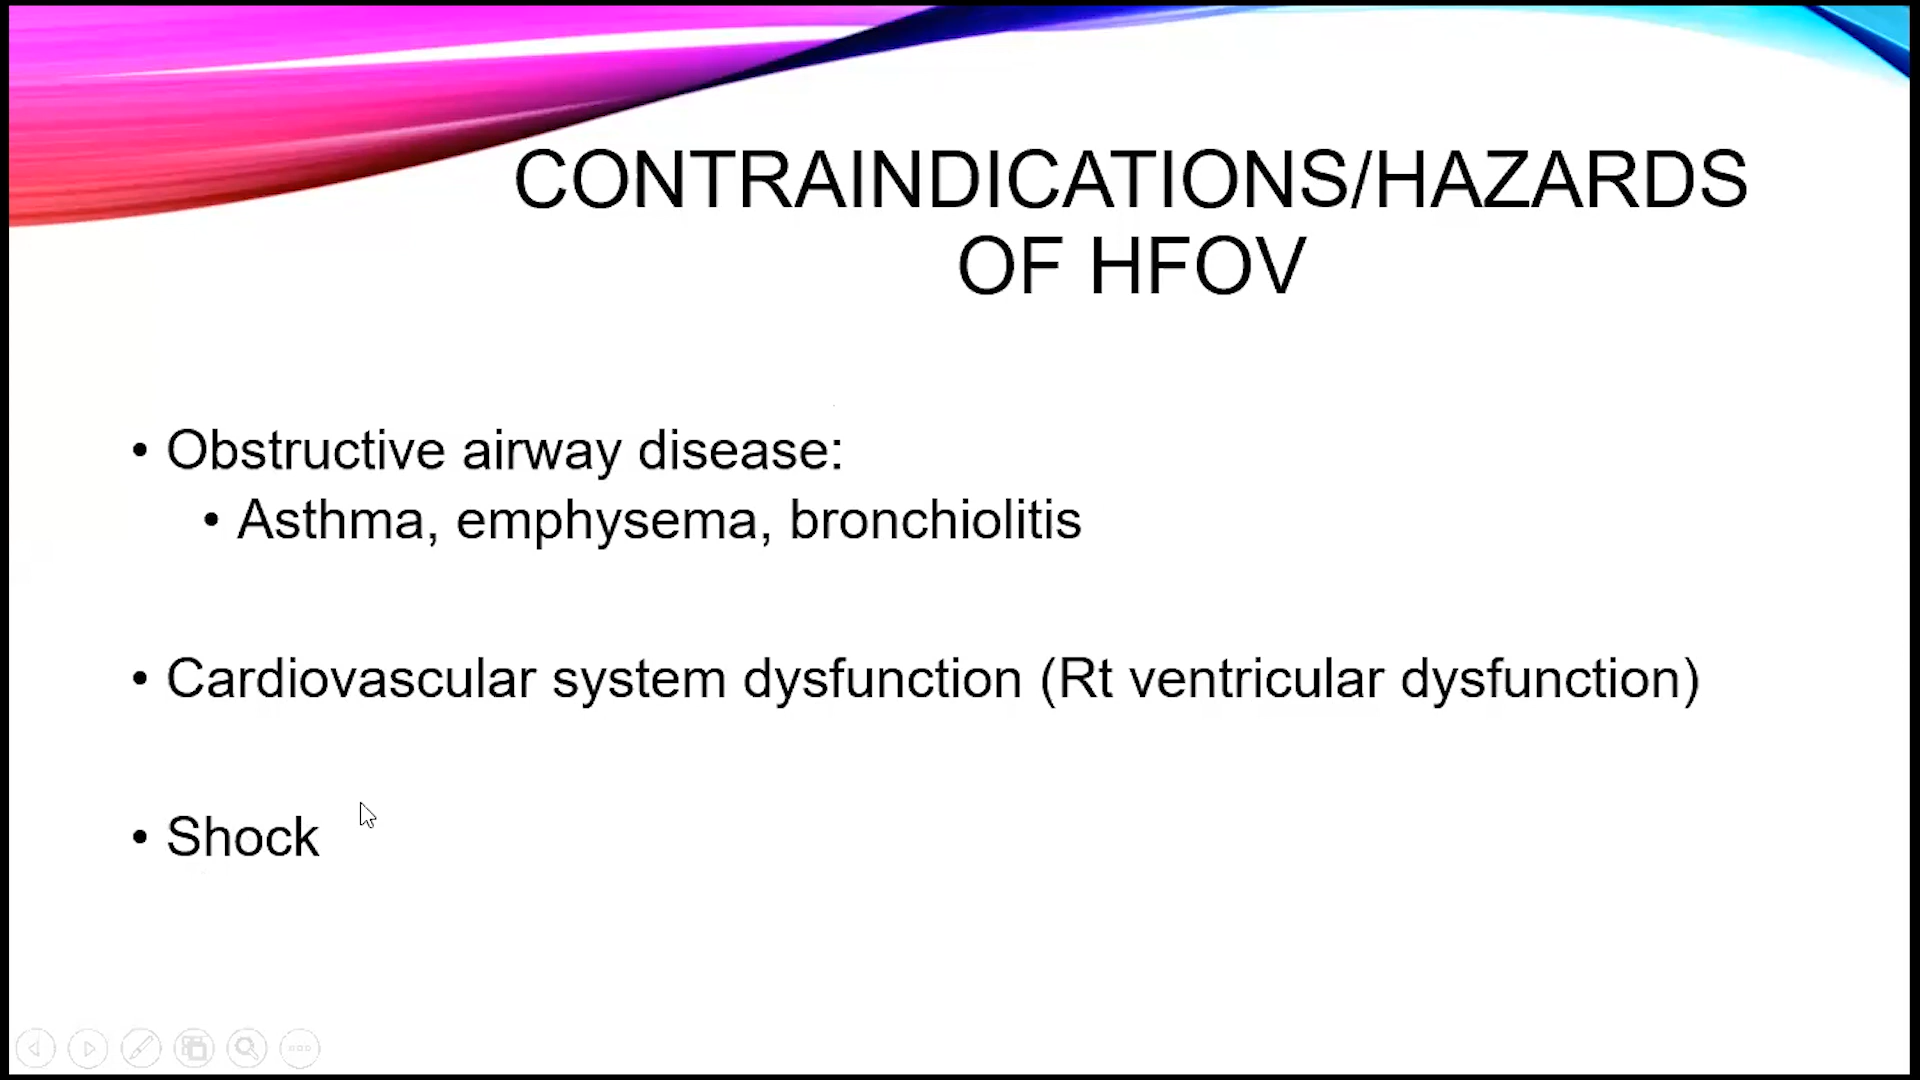 CONTRAINDICATIONS/HAZARDS
OF HFOV
• Obstructive airway disease:
• Asthma, emphysema, bronchiolitis
• Cardiovascular system dysfunction (Rt ventricular dysfunction)
• Shock